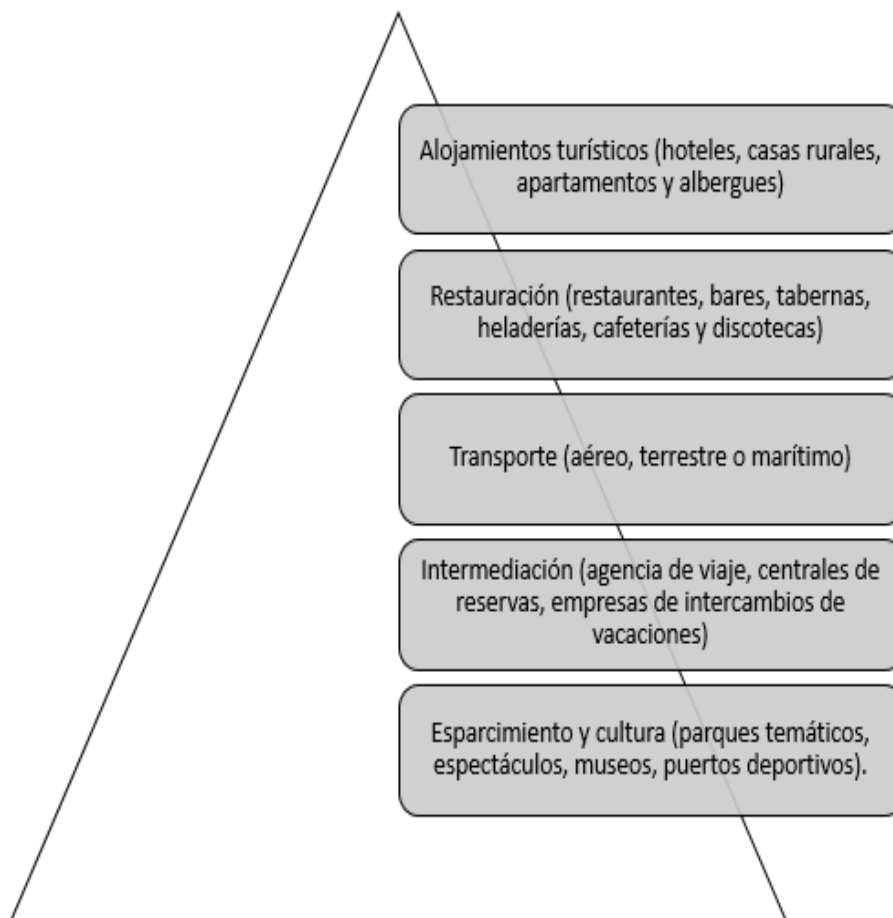 Alojamientos turísticos (hoteles, casas rurales,
apartamentos y albergues)
Restauración (restaurantes, bares, tabernas,
heladerías, cafeterías y discotecas)
Transporte (aéreo, terrestre o marítimo)
Intermediación (agencia de viaje, centrales de
reservas, empresas de intercambios de
vacaciones)
Esparcimiento y cultura (parques temáticos,
espectáculos, museos, puertos deportivos).